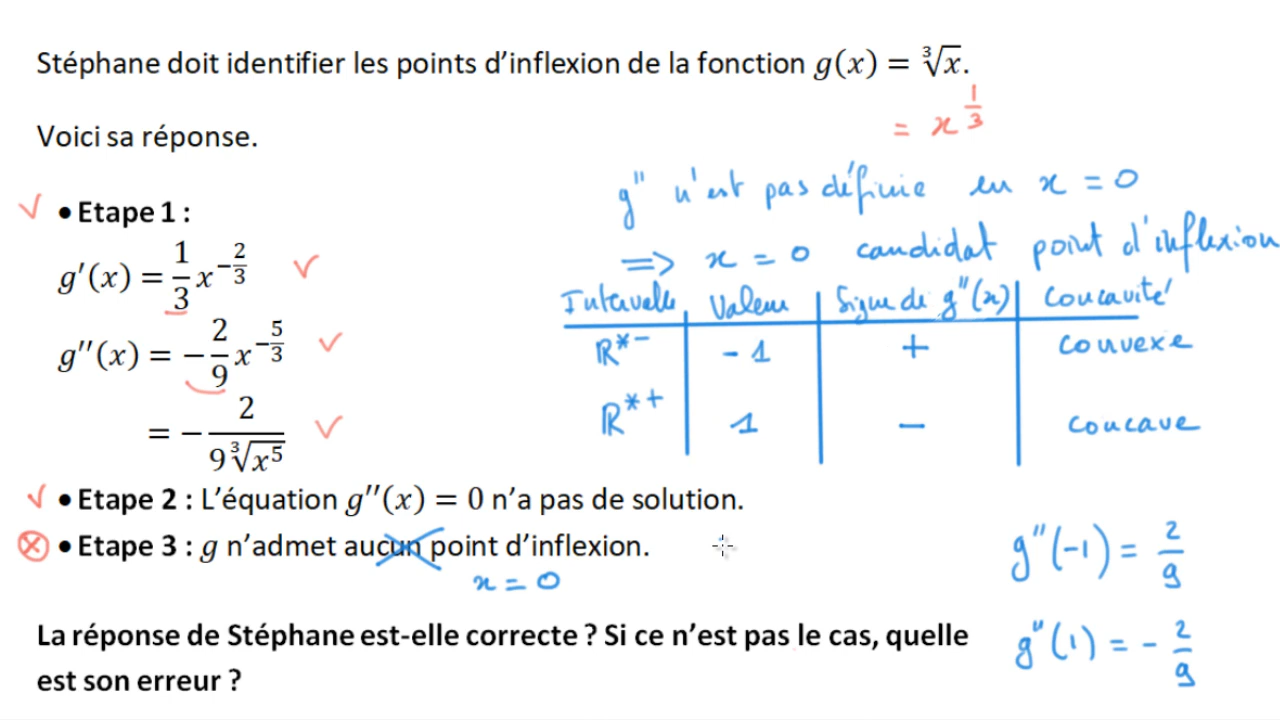 Stéphane doit identifier les points d’inflexion de la fonction g(x) = ∛x.
= x^(1/3)
Voici sa réponse.
g'' n'est pas définie en x = 0
=> x = 0 candidat point d'inflexion
✓ • Etape 1 :
g′(x) = 1/3 x^(−2/3) ✓
g′′(x) = −2/9 x^(−5/3) ✓
= − 2/(9∛(x^5)) ✓
Intervalle | Valeur | Signe de g''(x) | Concavité
R*- | -1 | + | convexe
R*+ | 1 | - | concave
✓ • Etape 2 : L’équation g′′(x) = 0 n’a pas de solution.
ⓧ • Etape 3 : g n’admet aucun point d’inflexion.
x = 0
g''(-1) = 2/9
g''(1) = - 2/9
La réponse de Stéphane est-elle correcte ? Si ce n’est pas le cas, quelle
est son erreur ?